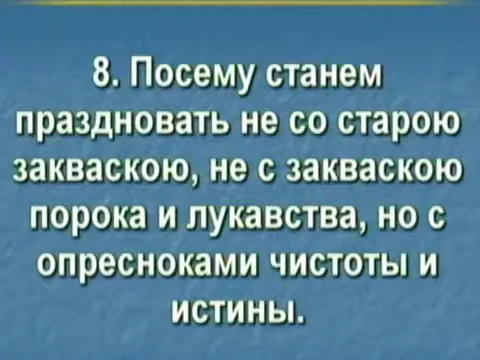 8. Посему станем
праздновать не со старою
закваскою, не с закваскою
порока и лукавства, но с
опресноками чистоты и
истины.